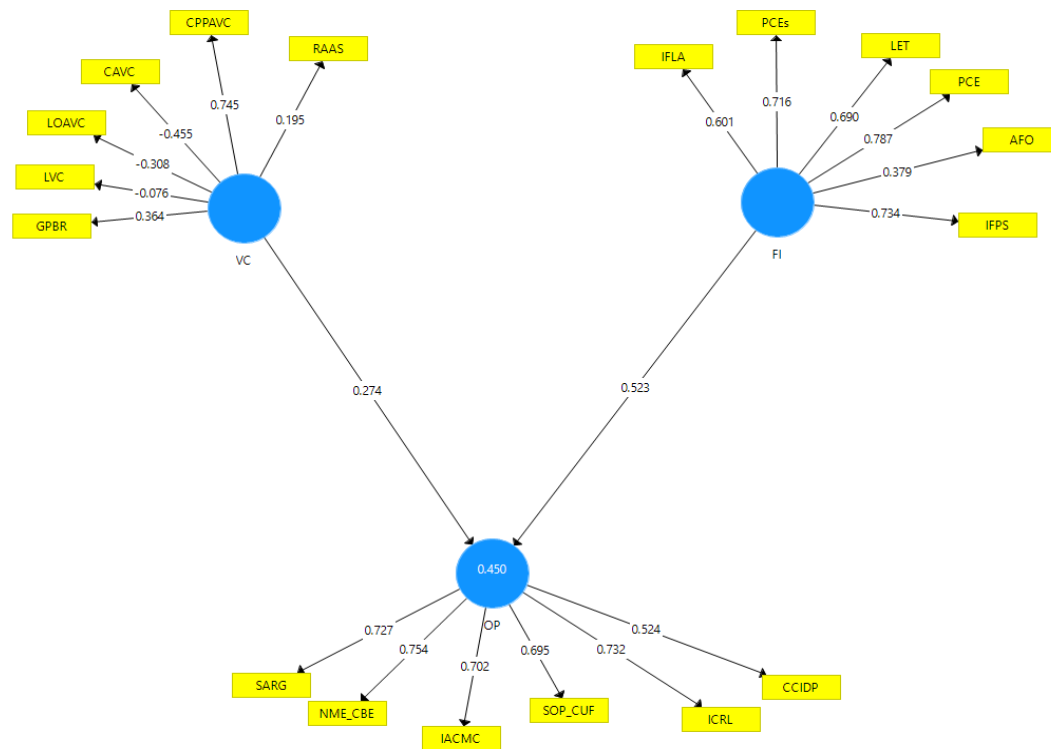 PCEs
CPPAVC
RAAS
LET
IFLA
CAVC
PCE
0.745
0.195
0.716
0.690
LOAVC
-0.455
0.601
0.787
AFO
-0.308
0.379
LVC
-0.076
0.734
GPBR
0.364
IFPS
VC
FI
0.274
0.523
0.450
OP
0.727
0.754
0.702
0.695
0.732
0.524
SARG
CCIDP
NME_CBE
SOP_CUF
ICRL
IACMC